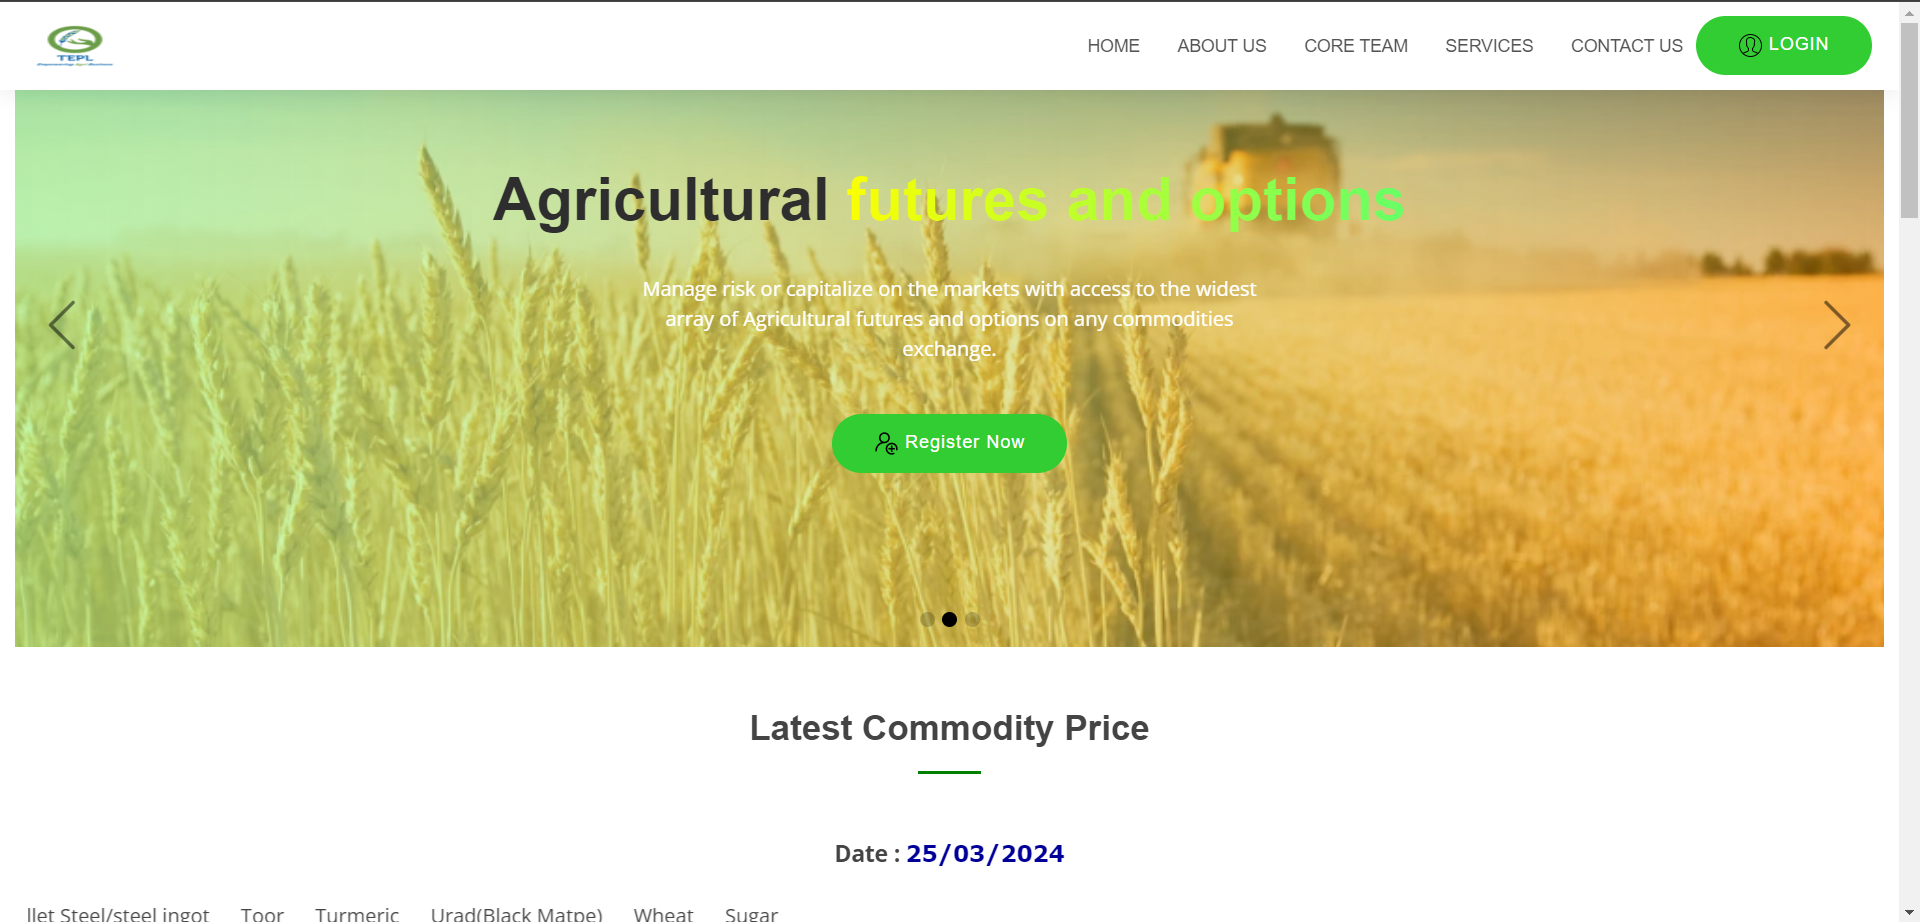 TEPL
HOME ABOUT US CORE TEAM SERVICES CONTACT US LOGIN
Agricultural futures and options
Manage risk or capitalize on the markets with access to the widest
array of Agricultural futures and options on any commodities
exchange.
Register Now
Latest Commodity Price
Date : 25/03/2024
llet Steel/steel ingot Toor Turmeric Urad(Black Matpe) Wheat Sugar